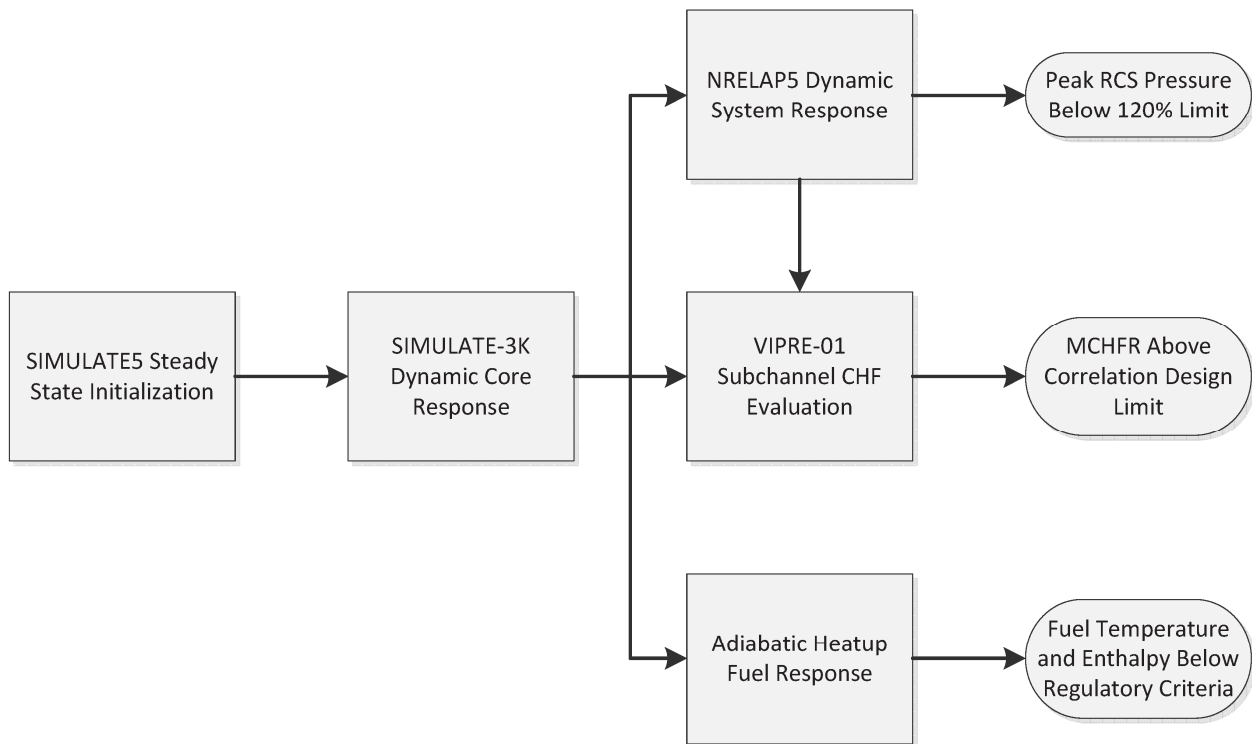 NRELAP5 Dynamic
System Response
Peak RCS Pressure
Below 120% Limit
SIMULATE5 Steady
State Initialization
SIMULATE-3K
Dynamic Core
Response
VIPRE-01
Subchannel CHF
Evaluation
MCHFR Above
Correlation Design
Limit
Adiabatic Heatup
Fuel Response
Fuel Temperature
and Enthalpy Below
Regulatory Criteria